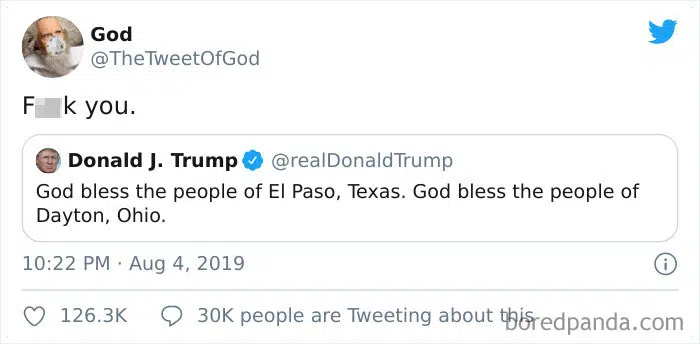 God
@TheTweetOfGod
F k you.
Donald J. Trump @realDonaldTrump
God bless the people of El Paso, Texas. God bless the people of
Dayton, Ohio.
10:22 PM · Aug 4, 2019
126.3K 30K people are Tweeting about this
boredpanda.com